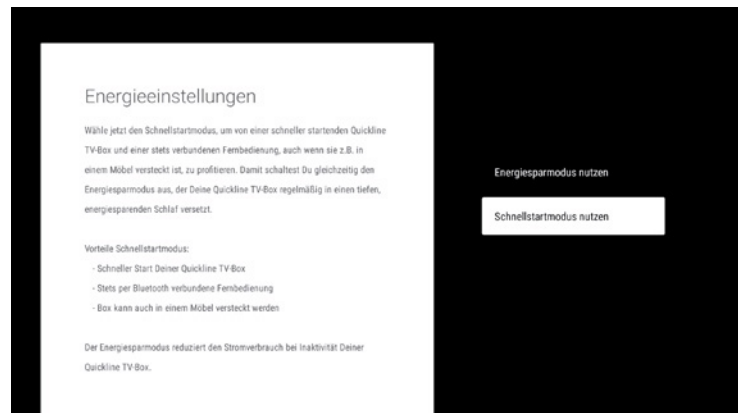 Energieeinstellungen
Wähle jetzt den Schnellstartmodus, um von einer schneller startenden Quickline
TV-Box und einer stets verbundenen Fernbedienung, auch wenn sie z.B. in
einem Möbel versteckt ist, zu profitieren. Damit schaltest Du gleichzeitig den
Energiesparmodus aus, der Deine Quickline TV-Box regelmäßig in einen tiefen,
energiesparenden Schlaf versetzt.
Vorteile Schnellstartmodus:
- Schneller Start Deiner Quickline TV-Box
- Stets per Bluetooth verbundene Fernbedienung
- Box kann auch in einem Möbel versteckt werden
Der Energiesparmodus reduziert den Stromverbrauch bei Inaktivität Deiner
Quickline TV-Box.
Energiesparmodus nutzen
Schnellstartmodus nutzen